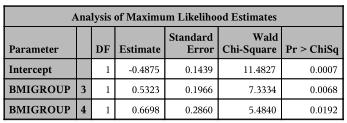 Analysis of Maximum Likelihood Estimates
Parameter DF Estimate Standard Error Wald Chi-Square Pr > ChiSq
Intercept 1 -0.4875 0.1439 11.4827 0.0007
BMIGROUP 3 1 0.5323 0.1966 7.3334 0.0068
BMIGROUP 4 1 0.6698 0.2860 5.4840 0.0192